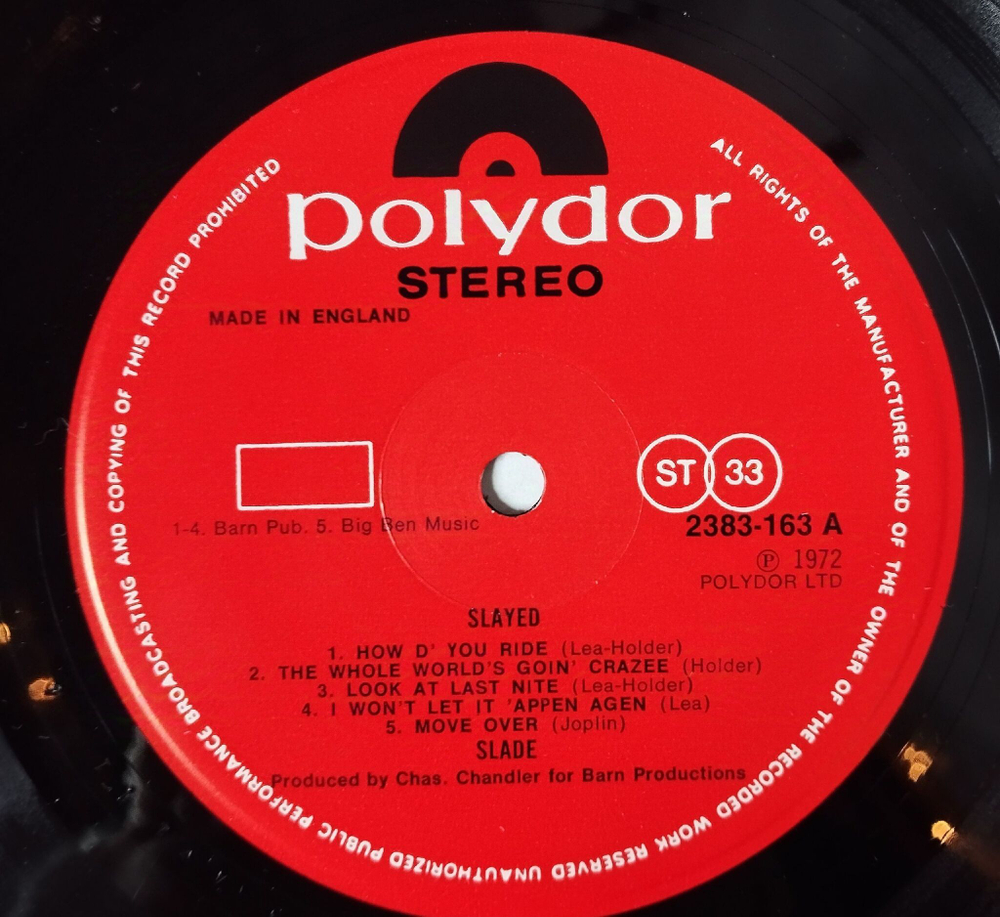 polydor
STEREO
MADE IN ENGLAND
ST 33
1-4. Barn Pub. 5. Big Ben Music
2383-163 A
℗ 1972
POLYDOR LTD
SLAYED
1. HOW D' YOU RIDE (Lea-Holder)
2. THE WHOLE WORLD'S GOIN' CRAZEE (Holder)
3. LOOK AT LAST NITE (Lea-Holder)
4. I WON'T LET IT 'APPEN AGEN (Lea)
5. MOVE OVER (Joplin)
SLADE
Produced by Chas. Chandler for Barn Productions
ALL RIGHTS OF THE MANUFACTURER AND OF THE OWNER OF THE RECORDED WORK RESERVED UNAUTHORIZED PUBLIC PERFORMANCE BROADCASTING AND COPYING OF THIS RECORD PROHIBITED